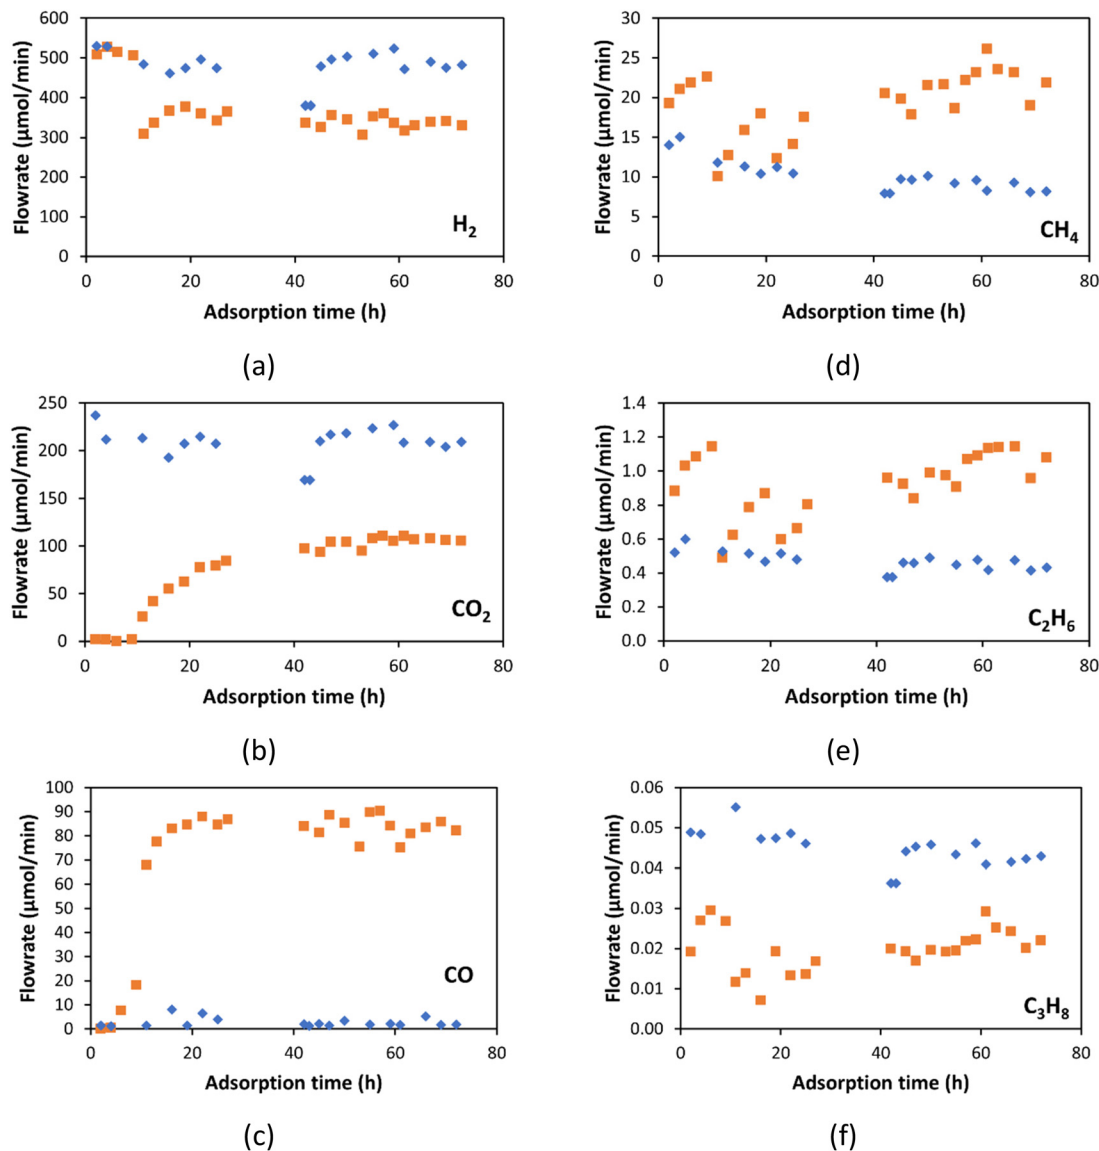 600
500
400
300
200
100
0
Flowrate (μmol/min)
H2
0 20 40 60 80
Adsorption time (h)
(a)
30
25
20
15
10
5
0
Flowrate (μmol/min)
CH4
0 20 40 60 80
Adsorption time (h)
(d)
250
200
150
100
50
0
Flowrate (μmol/min)
CO2
0 20 40 60 80
Adsorption time (h)
(b)
1.4
1.2
1.0
0.8
0.6
0.4
0.2
0.0
Flowrate (μmol/min)
C2H6
0 20 40 60 80
Adsorption time (h)
(e)
100
90
80
70
60
50
40
30
20
10
0
Flowrate (μmol/min)
CO
0 20 40 60 80
Adsorption time (h)
(c)
0.06
0.05
0.04
0.03
0.02
0.01
0.00
Flowrate (μmol/min)
C3H8
0 20 40 60 80
Adsorption time (h)
(f)